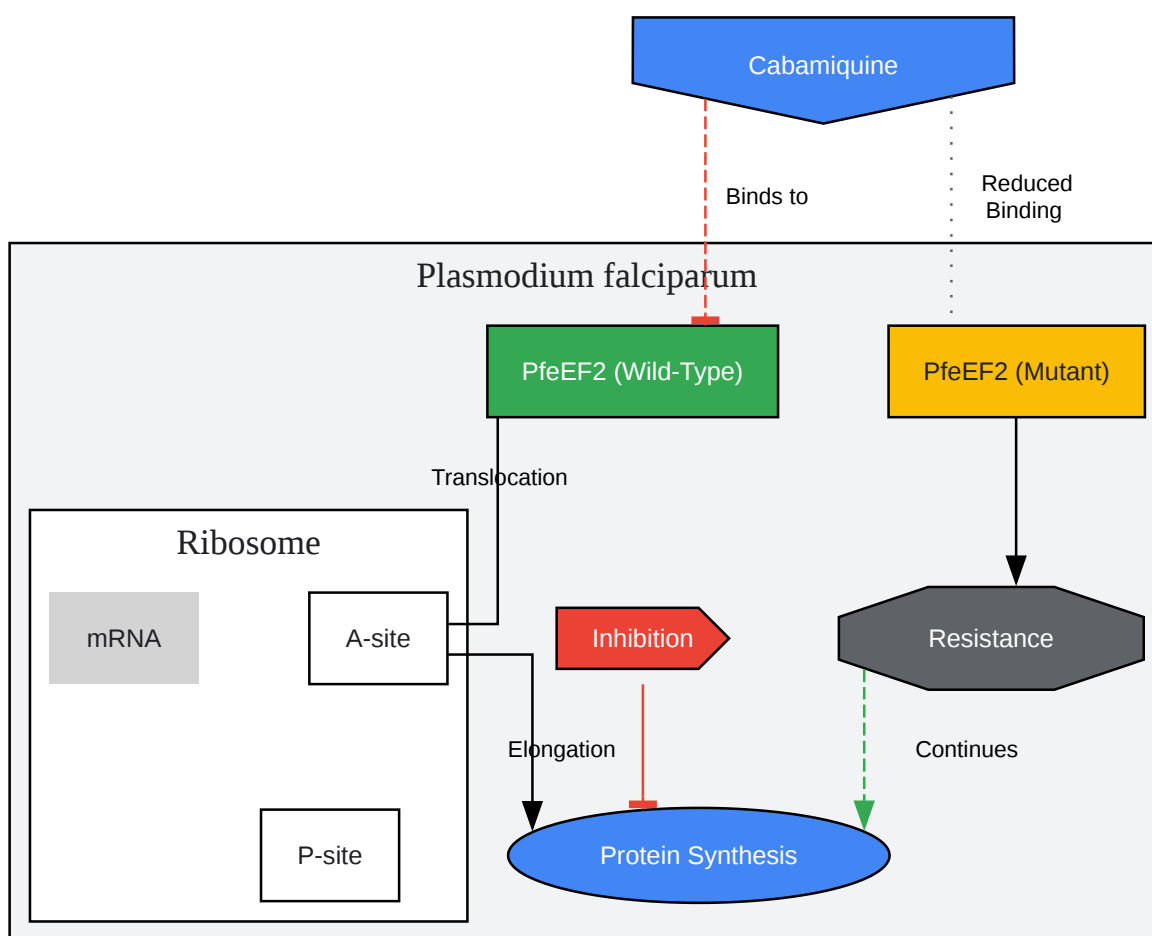 Cabamiquine
Binds to
Reduced
Binding
Plasmodium falciparum
PfeEF2 (Wild-Type)
PfeEF2 (Mutant)
Translocation
Ribosome
mRNA
A-site
Inhibition
Resistance
Elongation
Continues
P-site
Protein Synthesis